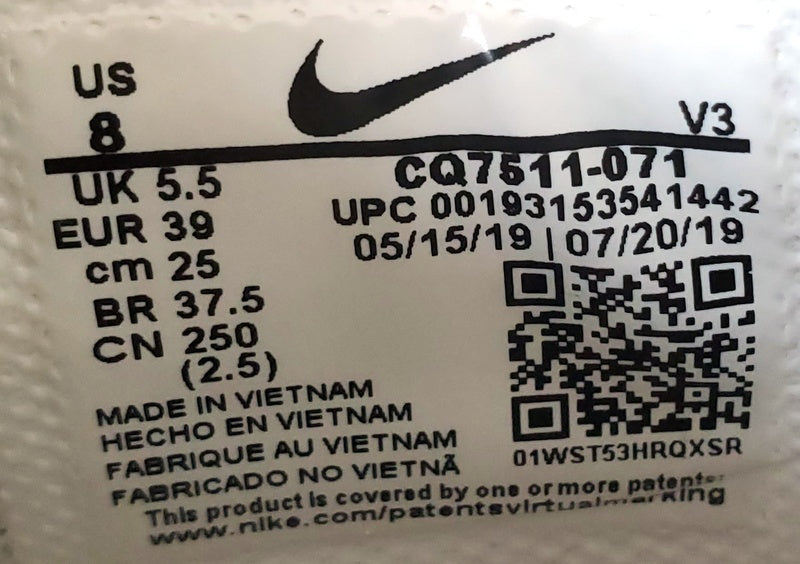 US
8
V3
UK 5.5
CQ7511-071
EUR 39
UPC 00193153541442
cm 25
05/15/19 | 07/20/19
BR 37.5
CN 250
(2.5)
MADE IN VIETNAM
HECHO EN VIETNAM
FABRIQUE AU VIETNAM
FABRICADO NO VIETNÃ
01WST53HRQXSR
This product is covered by one or more patents:
www.nike.com/patentsvirtualmarking